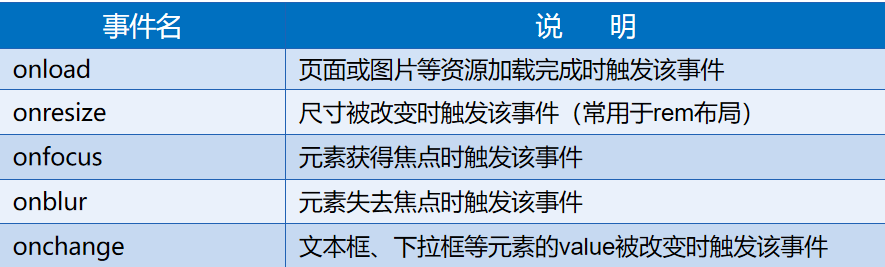 事件名 说 明
onload 页面或图片等资源加载完成时触发该事件
onresize 尺寸被改变时触发该事件（常用于rem布局）
onfocus 元素获得焦点时触发该事件
onblur 元素失去焦点时触发该事件
onchange 文本框、下拉框等元素的value被改变时触发该事件